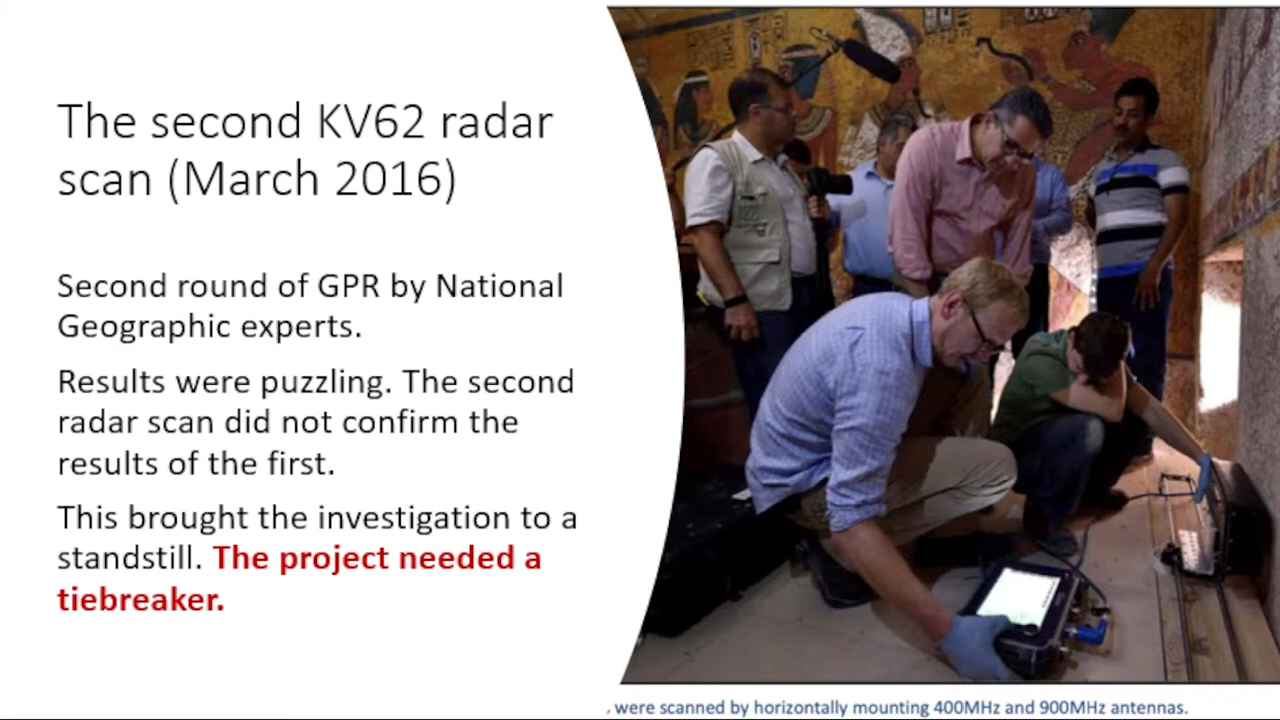 The second KV62 radar
scan (March 2016)
Second round of GPR by National
Geographic experts.
Results were puzzling. The second
radar scan did not confirm the
results of the first.
This brought the investigation to a
standstill. The project needed a
tiebreaker.
were scanned by horizontally mounting 400MHz and 900MHz antennas.